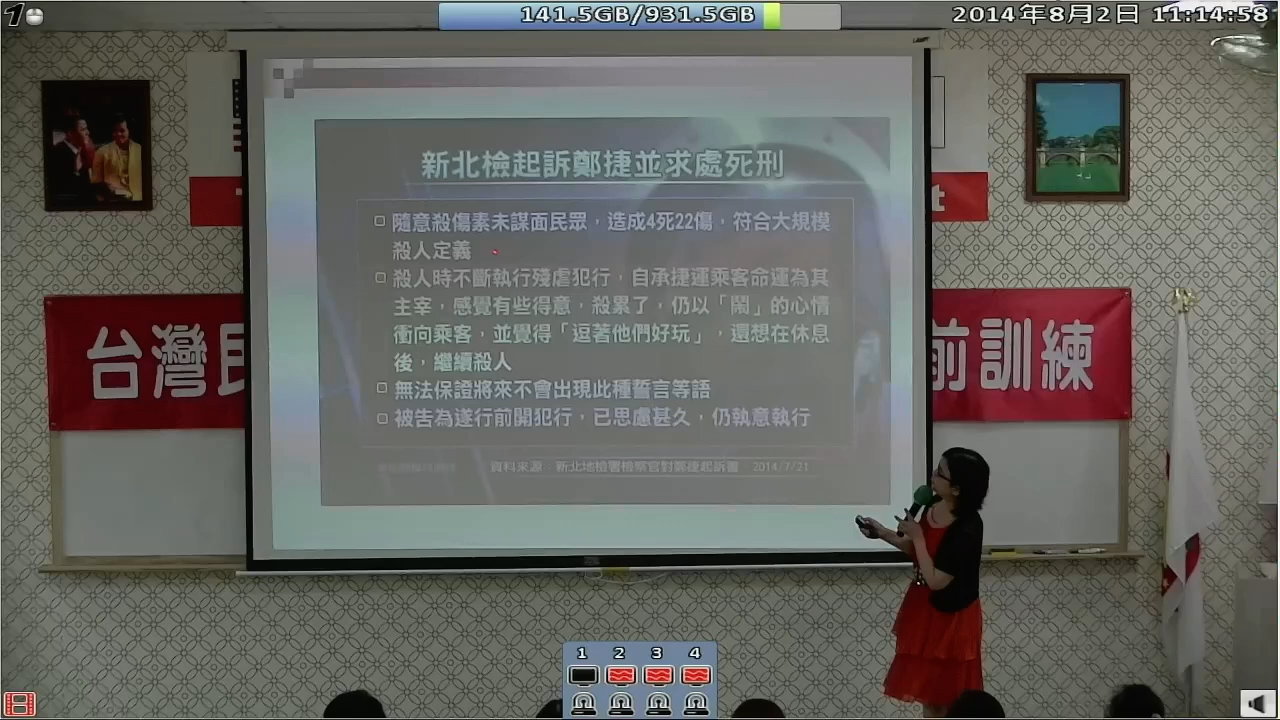 1
141.5GB/931.5GB
2014年8月2日 11:14:58
新北檢起訴鄭捷並求處死刑
隨意殺傷素未謀面民眾，造成4死22傷，符合大規模
殺人定義
殺人時不斷執行殘虐犯行，自承捷運乘客命運為其
主宰，感覺有些得意，殺累了，仍以「鬧」的心情
衝向乘客，並覺得「逗著他們好玩」，還想在休息
後，繼續殺人
無法保證將來不會出現此種誓言等語
被告為遂行前開犯行，已思慮甚久，仍執意執行
資料來源：新北地檢署檢察官對鄭捷起訴書 2014/7/21
t
台灣民
前訓練
1 2 3 4